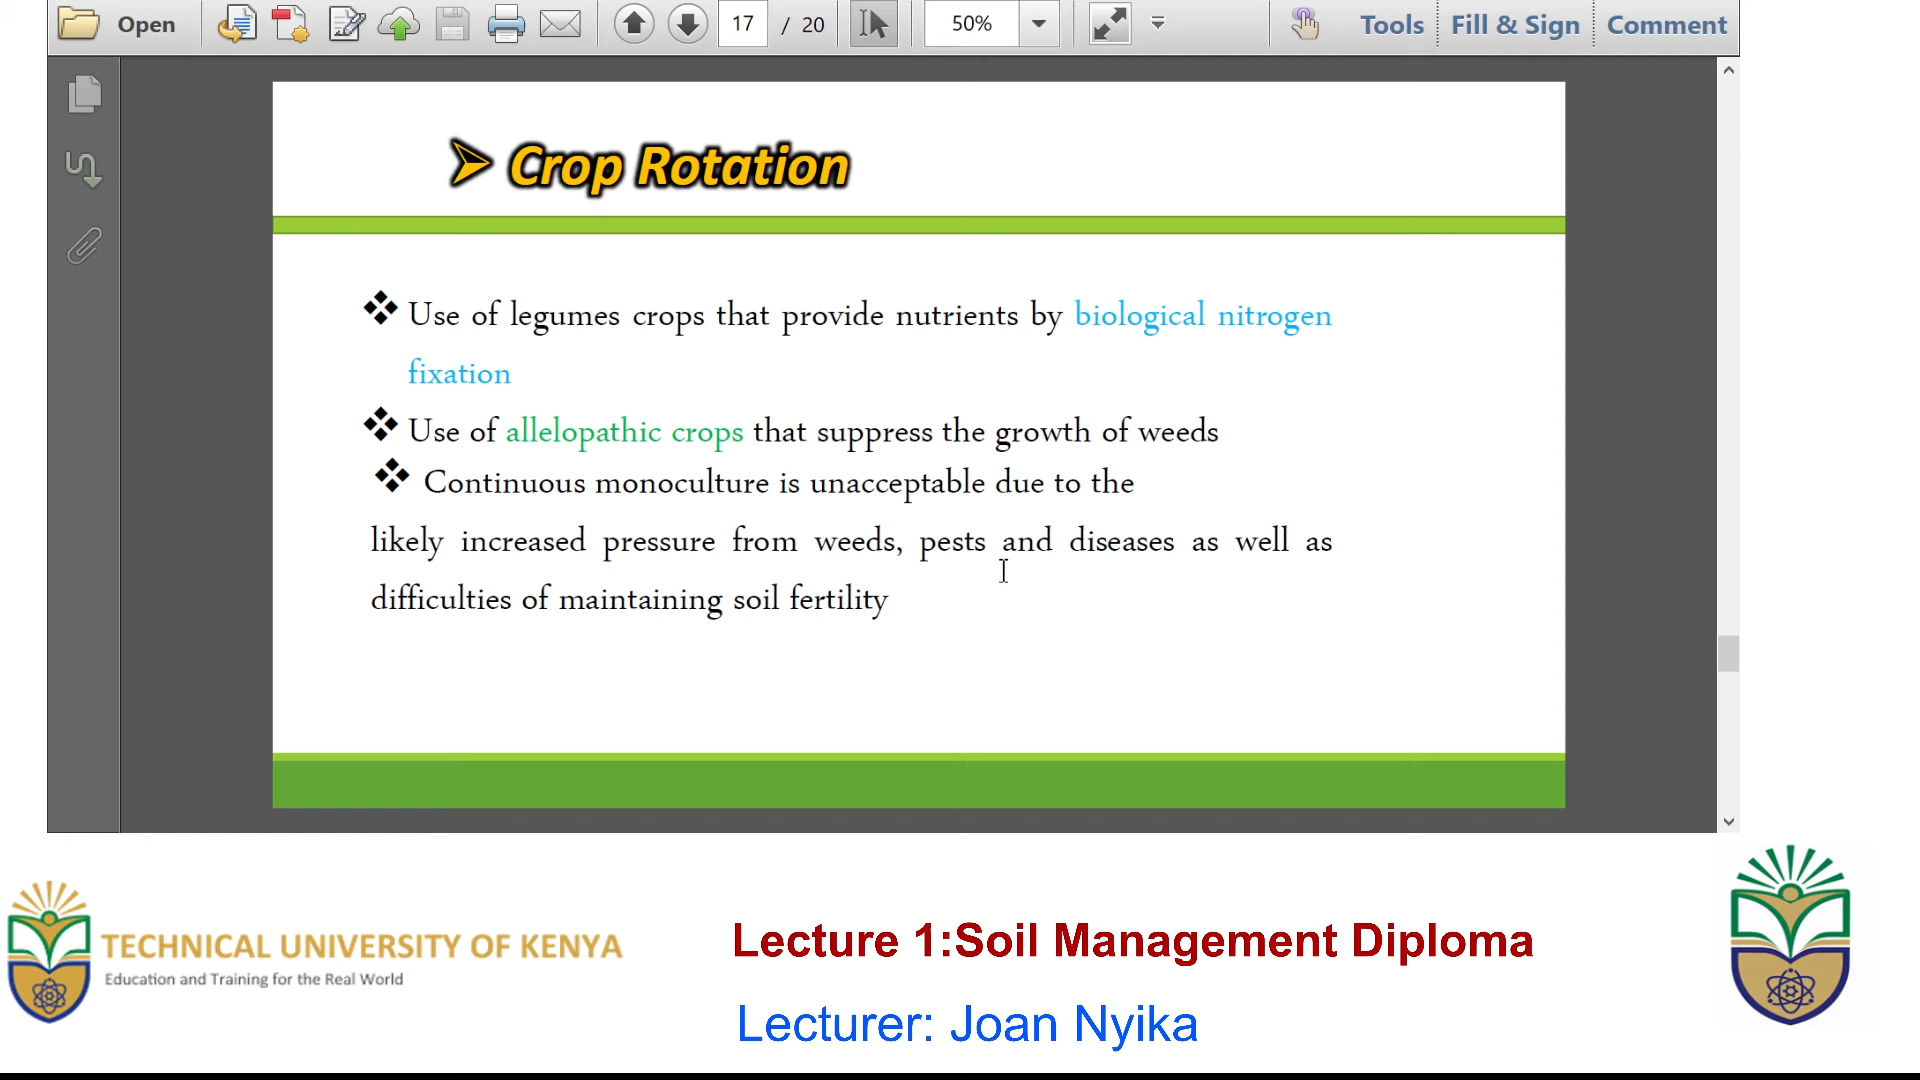 Open 17 / 20 50% Tools Fill & Sign Comment
Crop Rotation
Use of legumes crops that provide nutrients by biological nitrogen
fixation
Use of allelopathic crops that suppress the growth of weeds
Continuous monoculture is unacceptable due to the
likely increased pressure from weeds, pests and diseases as well as
difficulties of maintaining soil fertility
TECHNICAL UNIVERSITY OF KENYA
Education and Training for the Real World
Lecture 1:Soil Management Diploma
Lecturer: Joan Nyika